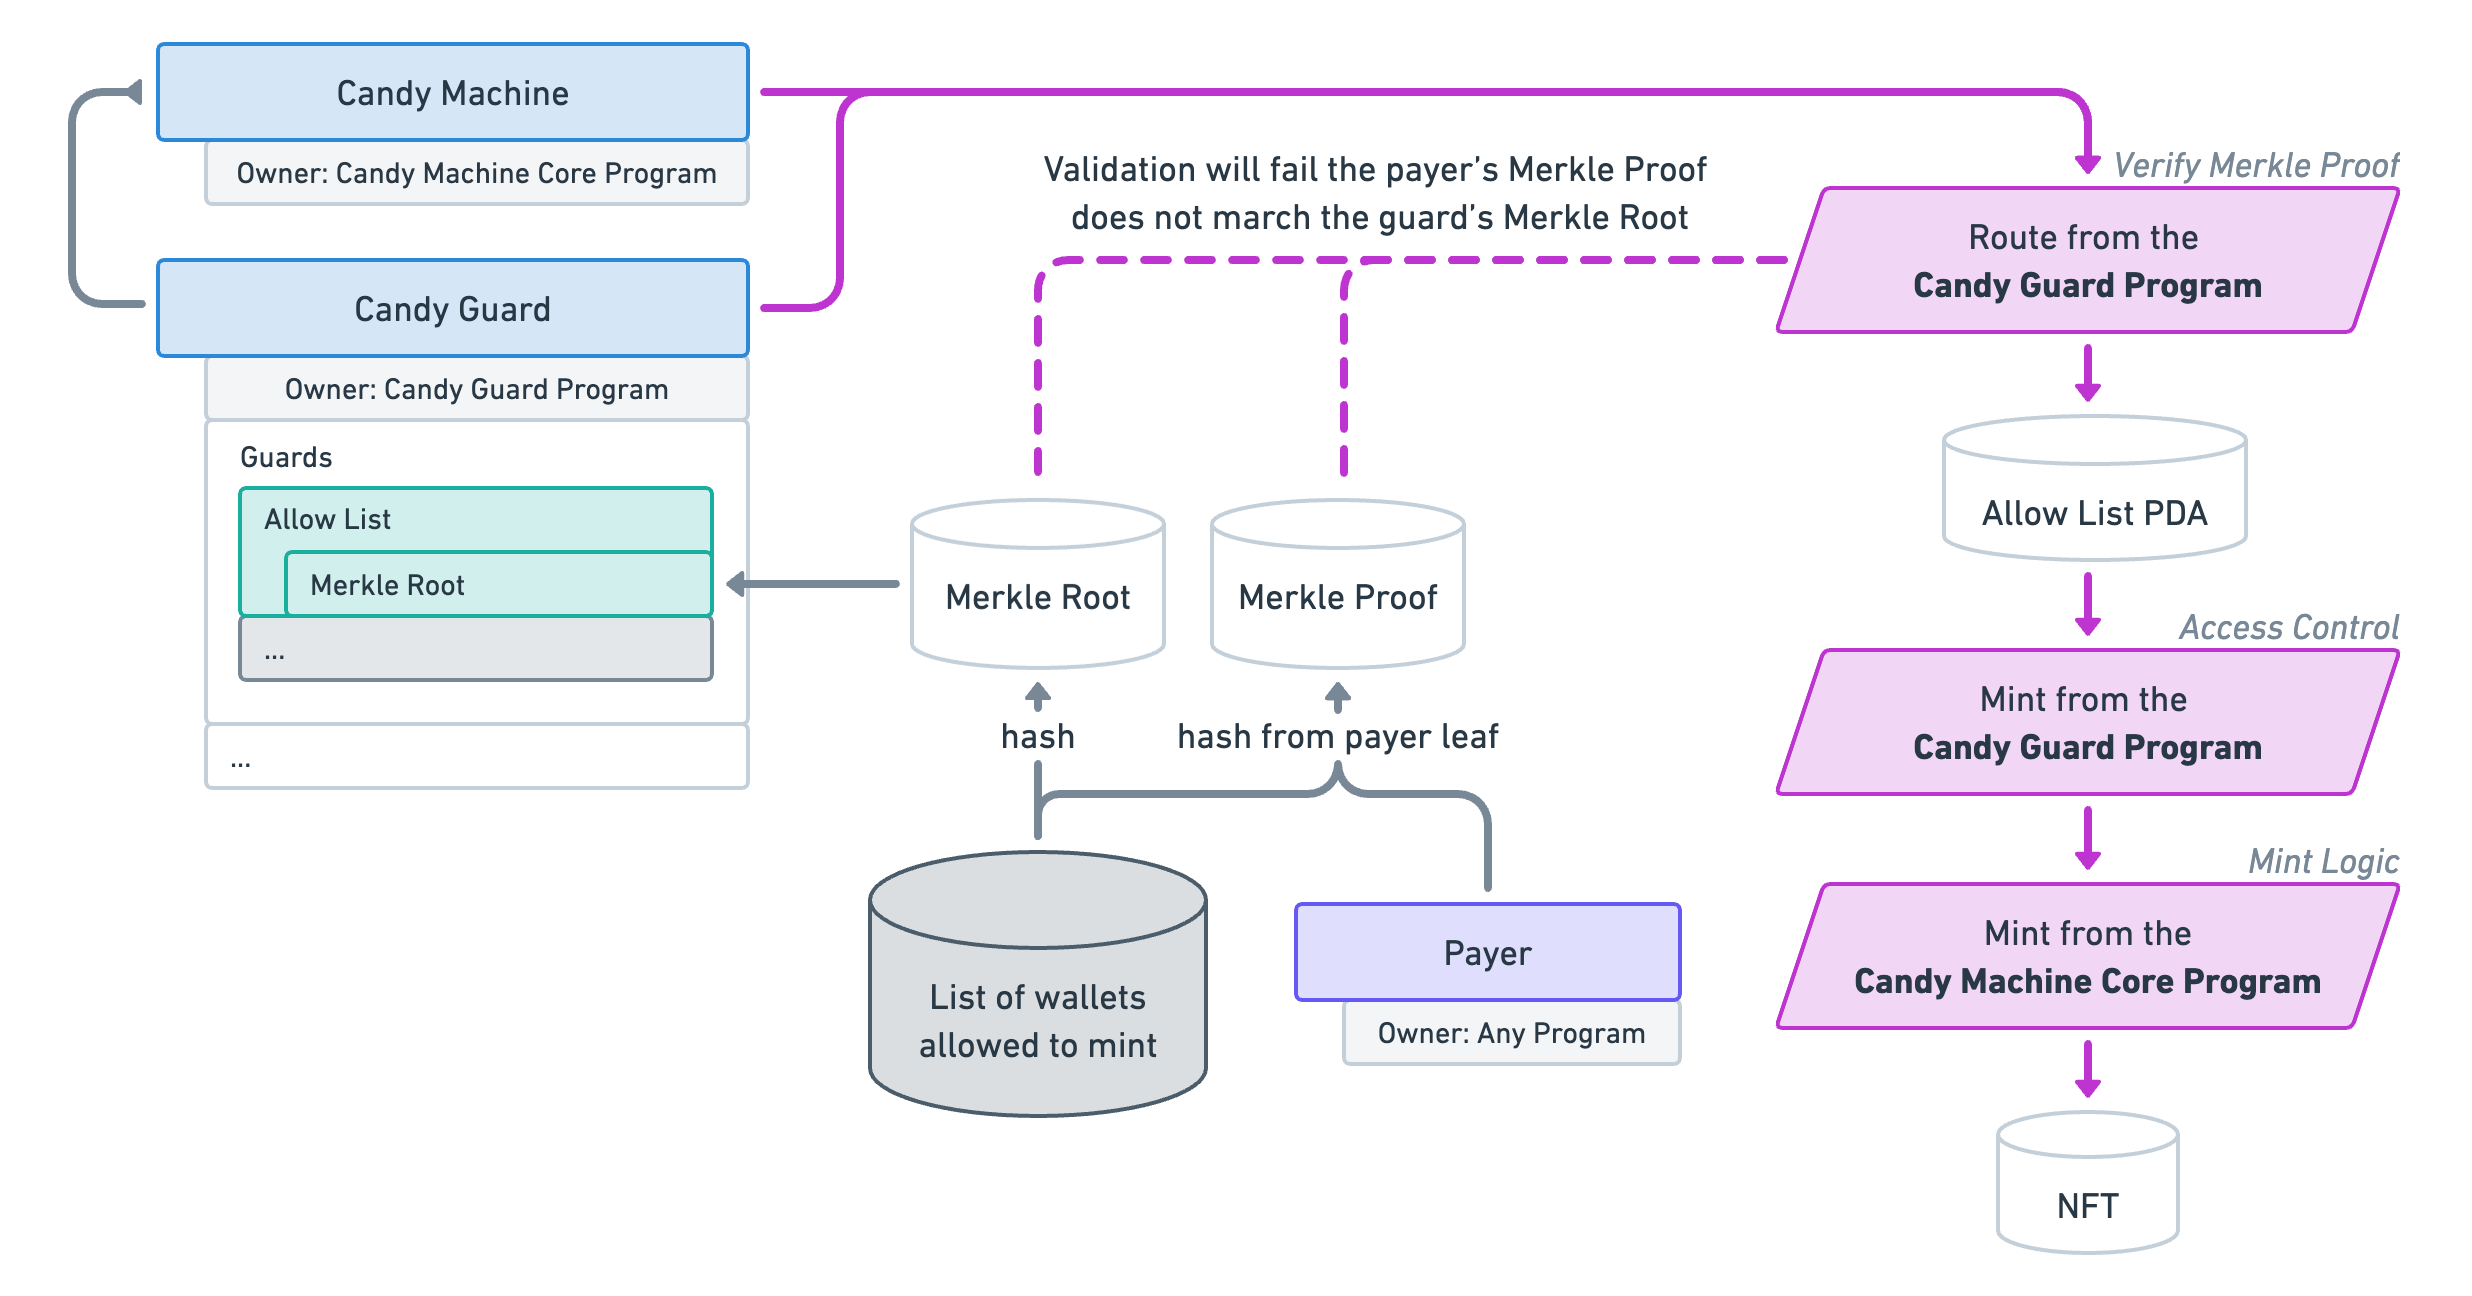 Candy Machine
Owner: Candy Machine Core Program
Candy Guard
Owner: Candy Guard Program
Guards
Allow List
Merkle Root
...
...
Validation will fail the payer’s Merkle Proof
does not march the guard’s Merkle Root
Merkle Root
Merkle Proof
hash
hash from payer leaf
List of wallets
allowed to mint
Payer
Owner: Any Program
Verify Merkle Proof
Route from the
Candy Guard Program
Allow List PDA
Access Control
Mint from the
Candy Guard Program
Mint Logic
Mint from the
Candy Machine Core Program
NFT